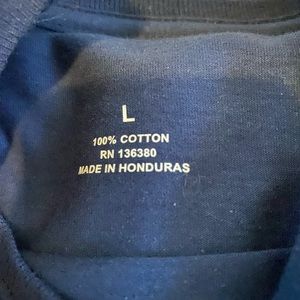 L
100% COTTON
RN 136380
MADE IN HONDURAS